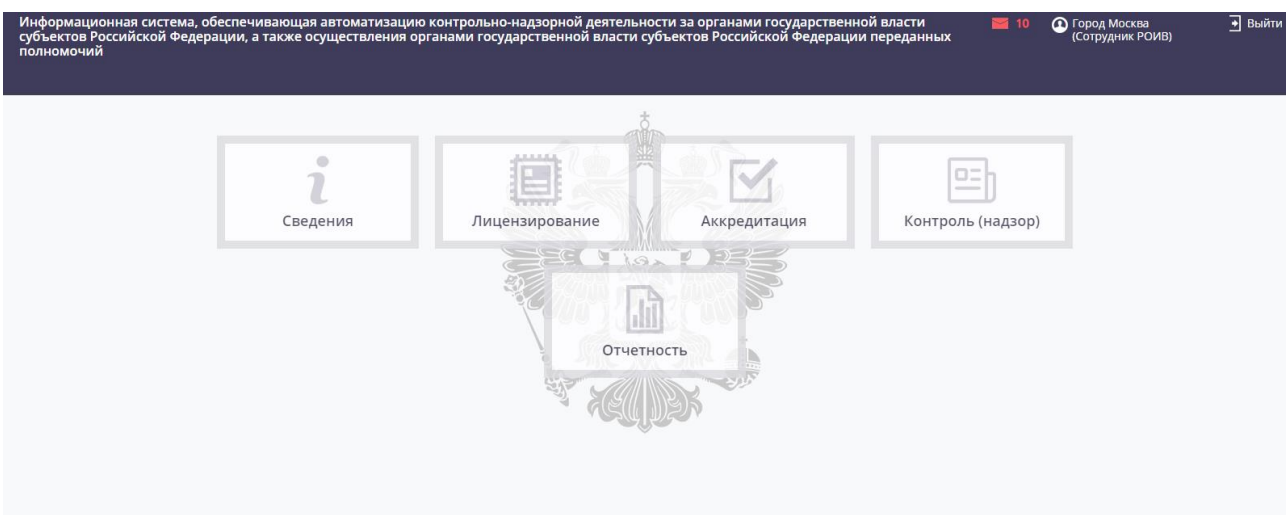 Информационная система, обеспечивающая автоматизацию контрольно-надзорной деятельности за органами государственной власти
субъектов Российской Федерации, а также осуществления органами государственной власти субъектов Российской Федерации переданных
полномочий
10
Город Москва
(Сотрудник РОИВ)
Выйти
Сведения
Лицензирование
Аккредитация
Контроль (надзор)
Отчетность